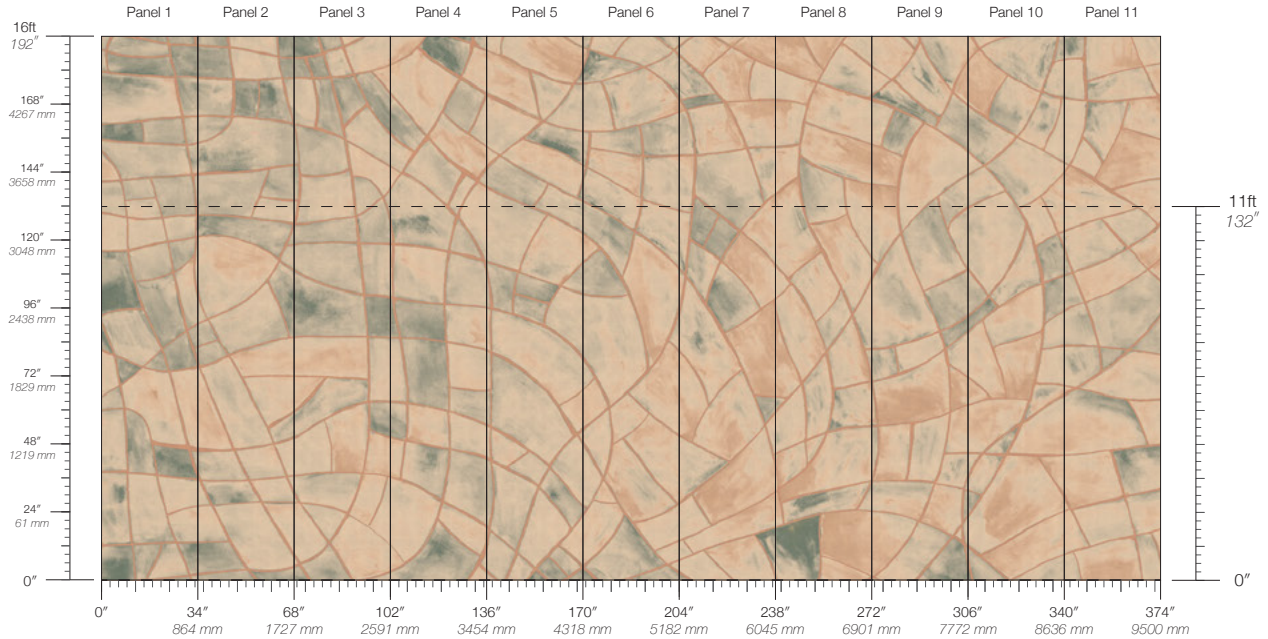 Panel 1 Panel 2 Panel 3 Panel 4 Panel 5 Panel 6 Panel 7 Panel 8 Panel 9 Panel 10 Panel 11
16ft
192″
168″
4267 mm
144″
3658 mm
11ft
132″
120″
3048 mm
96″
2438 mm
72″
1829 mm
48″
1219 mm
24″
61 mm
0″ 0″
0″ 34″ 68″ 102″ 136″ 170″ 204″ 238″ 272″ 306″ 340″ 374″
864 mm 1727 mm 2591 mm 3454 mm 4318 mm 5182 mm 6045 mm 6901 mm 7772 mm 8636 mm 9500 mm